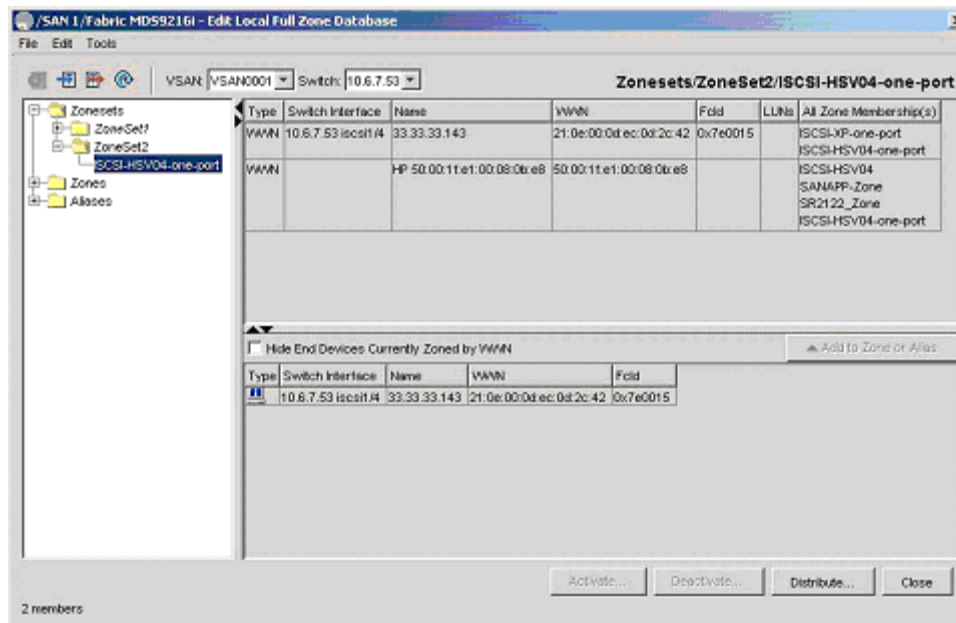 /SAN 1/Fabric MDS9216i - Edit Local Full Zone Database
File Edit Tools
VSAN: VSAN0001 Switch: 10.6.7.53
Zonesets/ZoneSet2/ISCSI-HSV04-one-port
Zonesets
ZoneSet1
ZoneSet2
ISCSI-HSV04-one-port
Zones
Aliases
Type Switch Interface Name WWN FcId LUNs All Zone Membership(s)
WWN 10.6.7.53 iscsi1/4 33.33.33.143 21:0e:00:0d:ec:0d:2c:42 0x7e0015 ISCSI-XP-one-port
ISCSI-HSV04-one-port
WWN HP 50:00:1f:e1:00:08:0b:e8 50:00:1f:e1:00:08:0b:e8 ISCSI-HSV04
SANAPP-Zone
SR2122_Zone
ISCSI-HSV04-one-port
Hide End Devices Currently Zoned by WWN Add to Zone or Alias
Type Switch Interface Name WWN FcId
10.6.7.53 iscsi1/4 33.33.33.143 21:0e:00:0d:ec:0d:2c:42 0x7e0015
Activate... Deactivate... Distribute... Close
2 members